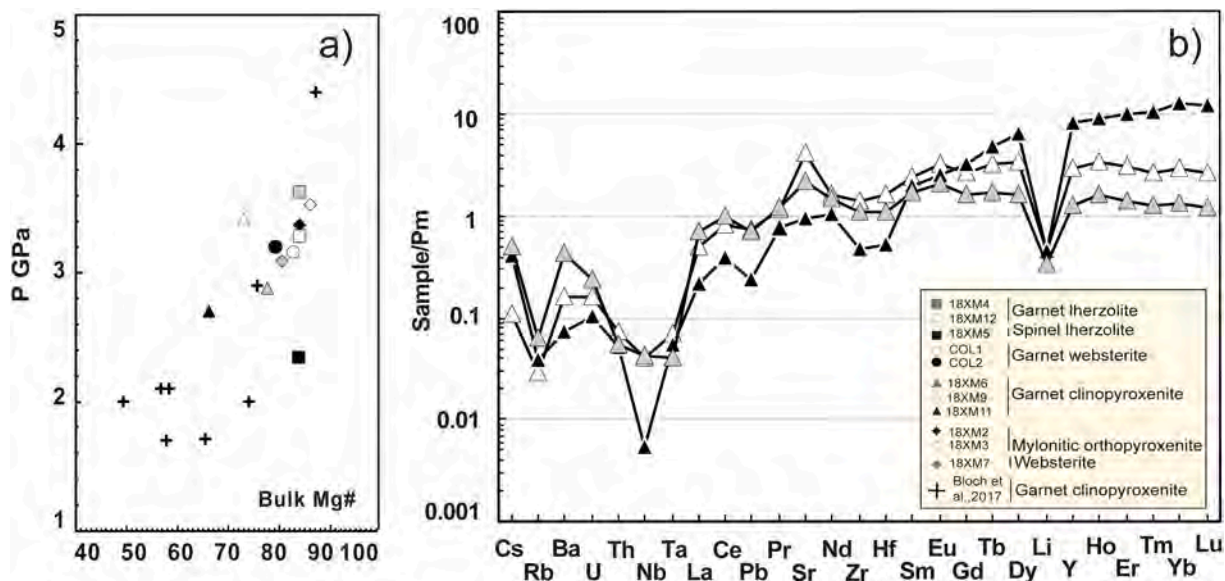 a)
5
4
3
2
1
P GPa
Bulk Mg#
40 50 60 70 80 90 100
b)
100
10
1
0.1
0.01
0.001
Sample/Pm
Cs Ba Th Ta Ce Pr Nd Hf Eu Tb Li Ho Tm Lu
Rb U Nb La Pb Sr Zr Sm Gd Dy Y Er Yb
18XM4
18XM12
Garnet lherzolite
18XM5 Spinel lherzolite
COL1
COL2
Garnet websterite
18XM6
18XM9
18XM11
Garnet clinopyroxenite
18XM2
18XM3
Mylonitic orthopyroxenite
18XM7 Websterite
Bloch et
al.,2017
Garnet clinopyroxenite